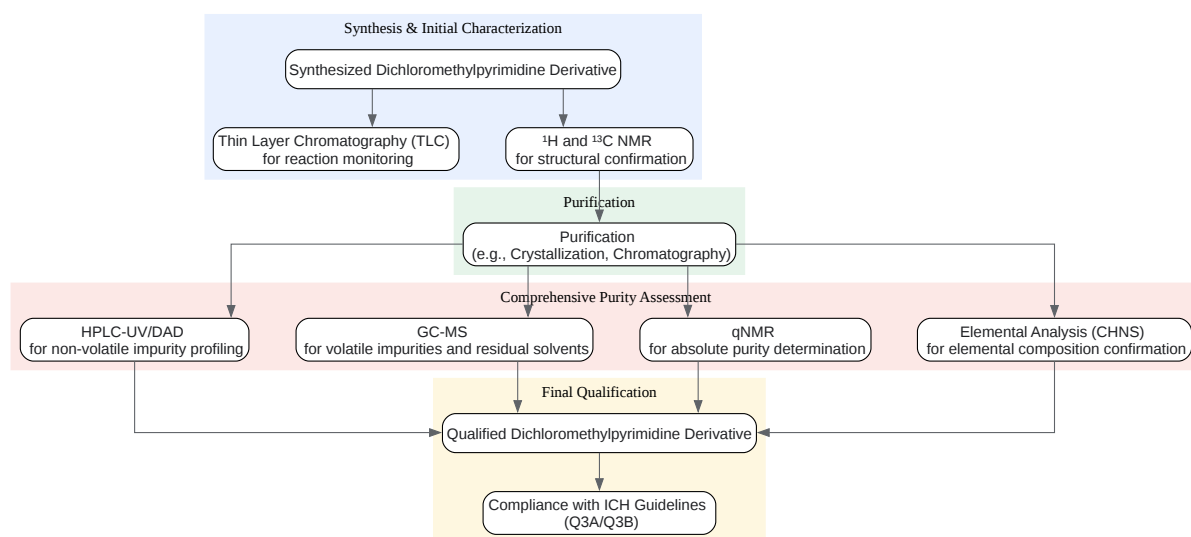 Synthesis & Initial Characterization
Synthesized Dichloromethylpyrimidine Derivative
Thin Layer Chromatography (TLC)
for reaction monitoring
¹H and ¹³C NMR
for structural confirmation
Purification
Purification
(e.g., Crystallization, Chromatography)
Comprehensive Purity Assessment
HPLC-UV/DAD
for non-volatile impurity profiling
GC-MS
for volatile impurities and residual solvents
qNMR
for absolute purity determination
Elemental Analysis (CHNS)
for elemental composition confirmation
Final Qualification
Qualified Dichloromethylpyrimidine Derivative
Compliance with ICH Guidelines
(Q3A/Q3B)